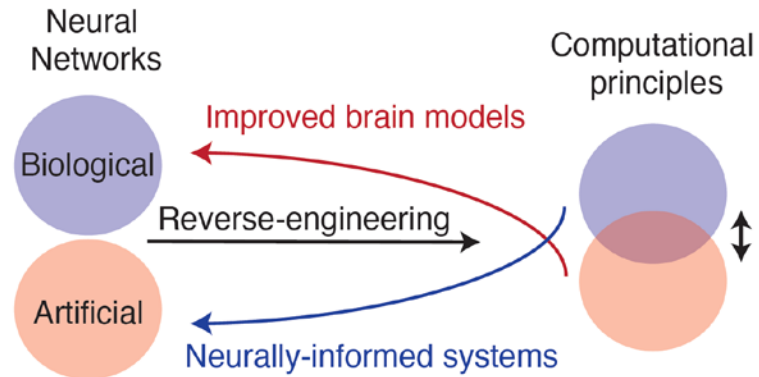 Neural
Networks
Computational
principles
Improved brain models
Biological
Reverse-engineering
Artificial
Neurally-informed systems